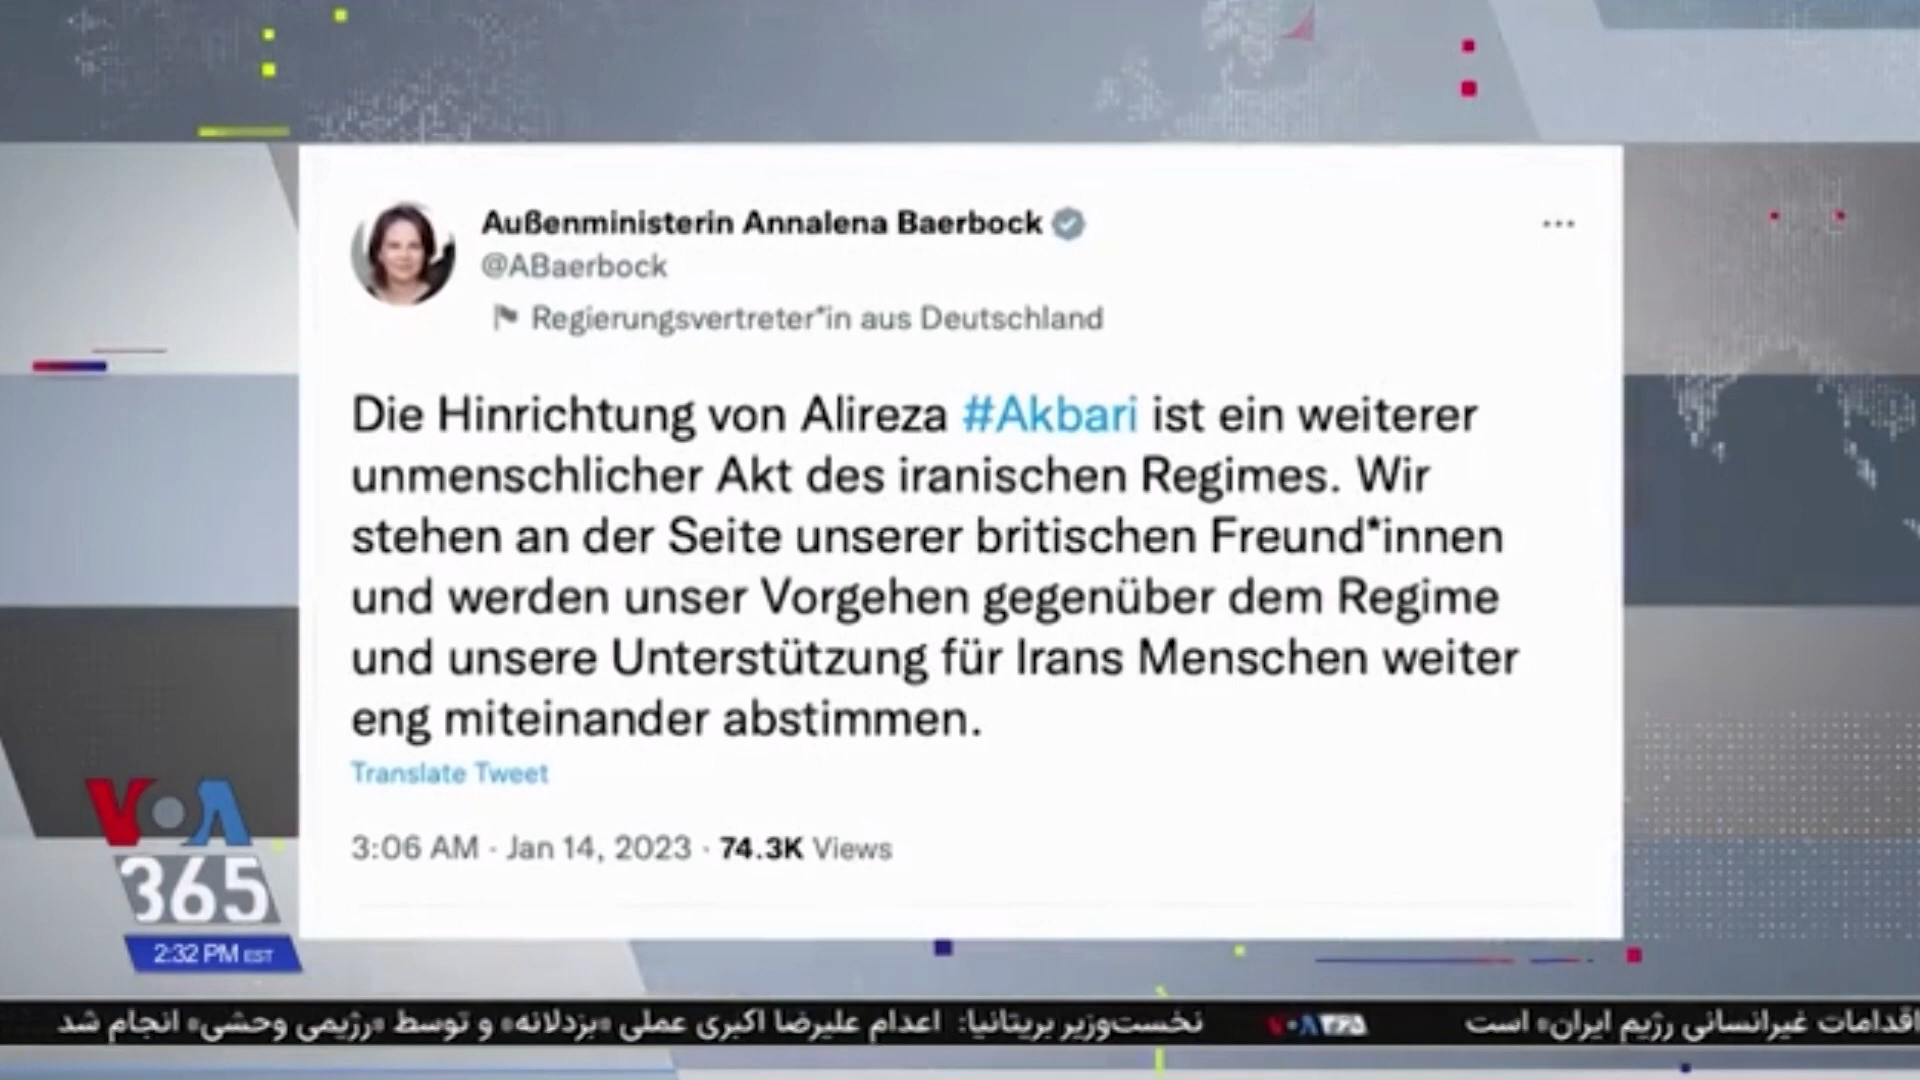 Außenministerin Annalena Baerbock
@ABaerbock
Regierungsvertreter*in aus Deutschland
Die Hinrichtung von Alireza #Akbari ist ein weiterer
unmenschlicher Akt des iranischen Regimes. Wir
stehen an der Seite unserer britischen Freund*innen
und werden unser Vorgehen gegenüber dem Regime
und unsere Unterstützung für Irans Menschen weiter
eng miteinander abstimmen.
Translate Tweet
3:06 AM · Jan 14, 2023 · 74.3K Views
VOA
365
2:32 PM EST
اقدامات غیرانسانی رژیم ایران» است VOA ۳۶۵ نخست‌وزیر بریتانیا: اعدام علیرضا اکبری عملی «بزدلانه» و توسط «رژیمی وحشی» انجام شد